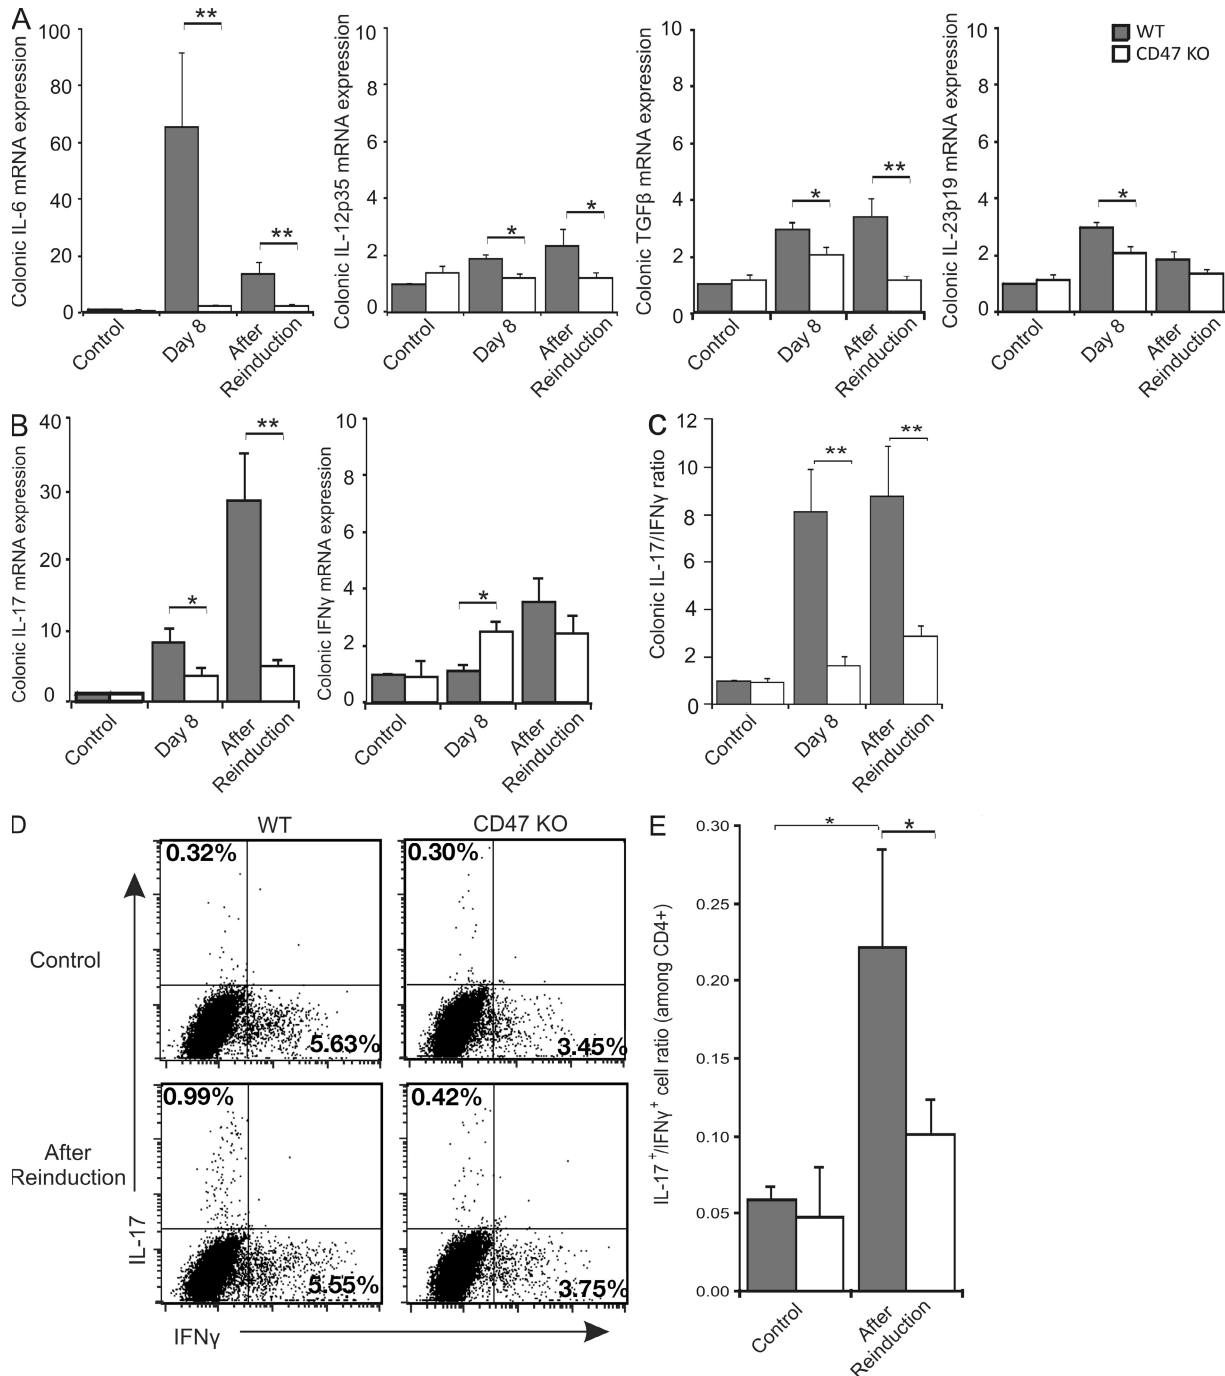 A
100
80
60
40
20
0
Colonic IL-6 mRNA expression
**
**
Control
Day 8
After
Reinduction
10
8
6
4
2
0
Colonic IL-12p35 mRNA expression
*
*
Control
Day 8
After
Reinduction
10
8
6
4
2
0
Colonic TGFβ mRNA expression
*
**
Control
Day 8
After
Reinduction
10
8
6
4
2
0
Colonic IL-23p19 mRNA expression
*
WT
CD47 KO
Control
Day 8
After
Reinduction
B
40
30
20
10
0
Colonic IL-17 mRNA expression
*
**
Control
Day 8
After
Reinduction
10
8
6
4
2
0
Colonic IFNγ mRNA expression
*
Control
Day 8
After
Reinduction
C
12
10
8
6
4
2
0
Colonic IL-17/IFNγ ratio
**
**
Control
Day 8
After
Reinduction
D
WT
CD47 KO
Control
0.32%
5.63%
0.30%
3.45%
After
Reinduction
0.99%
5.55%
0.42%
3.75%
IL-17
IFNγ
E
0.30
0.25
0.20
0.15
0.10
0.05
0.00
IL-17+/IFNγ+ cell ratio (among CD4+)
*
*
Control
After
Reinduction